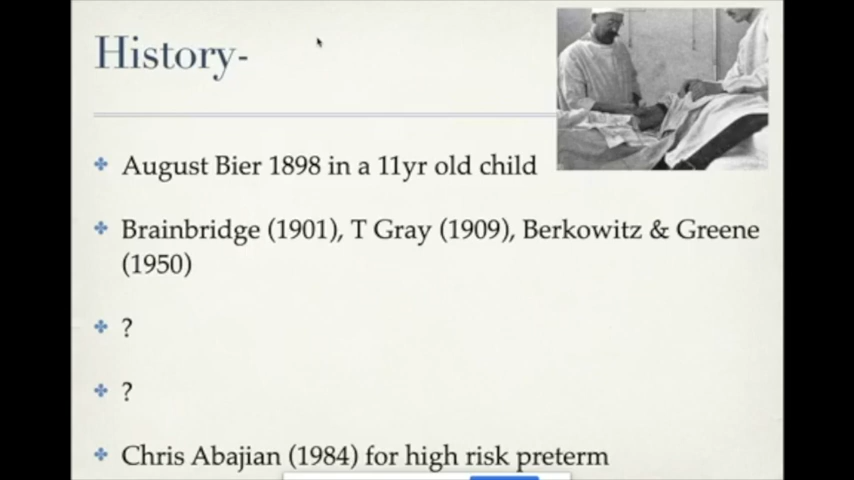 History-
August Bier 1898 in a 11yr old child
Brainbridge (1901), T Gray (1909), Berkowitz & Greene
(1950)
?
?
Chris Abajian (1984) for high risk preterm